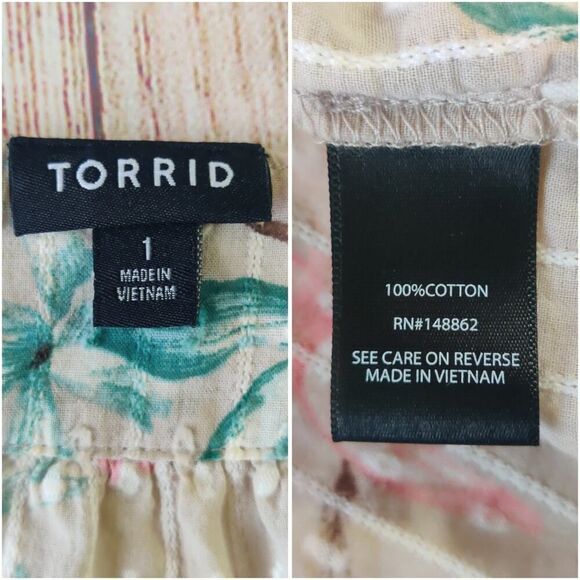 TORRID
1
MADE IN
VIETNAM
100%COTTON
RN#148862
SEE CARE ON REVERSE
MADE IN VIETNAM